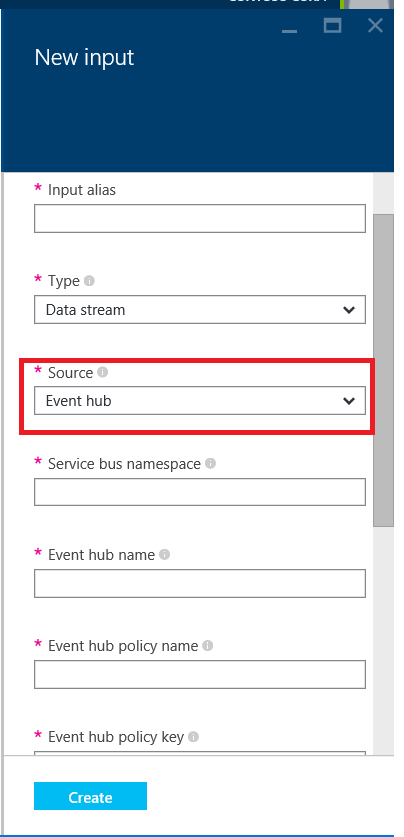 New input
* Input alias
* Type
Data stream
* Source
Event hub
* Service bus namespace
* Event hub name
* Event hub policy name
* Event hub policy key
Create